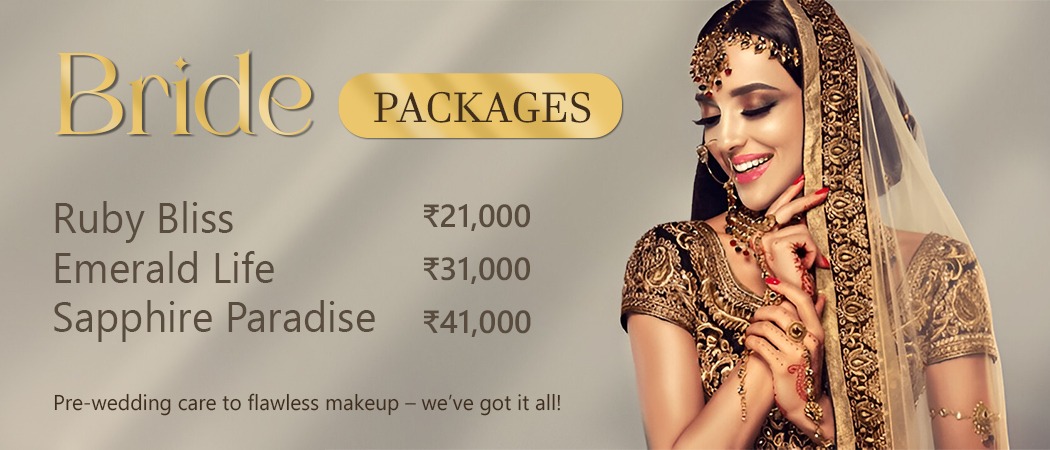 Bride PACKAGES
Ruby Bliss ₹21,000
Emerald Life ₹31,000
Sapphire Paradise ₹41,000
Pre-wedding care to flawless makeup – we've got it all!